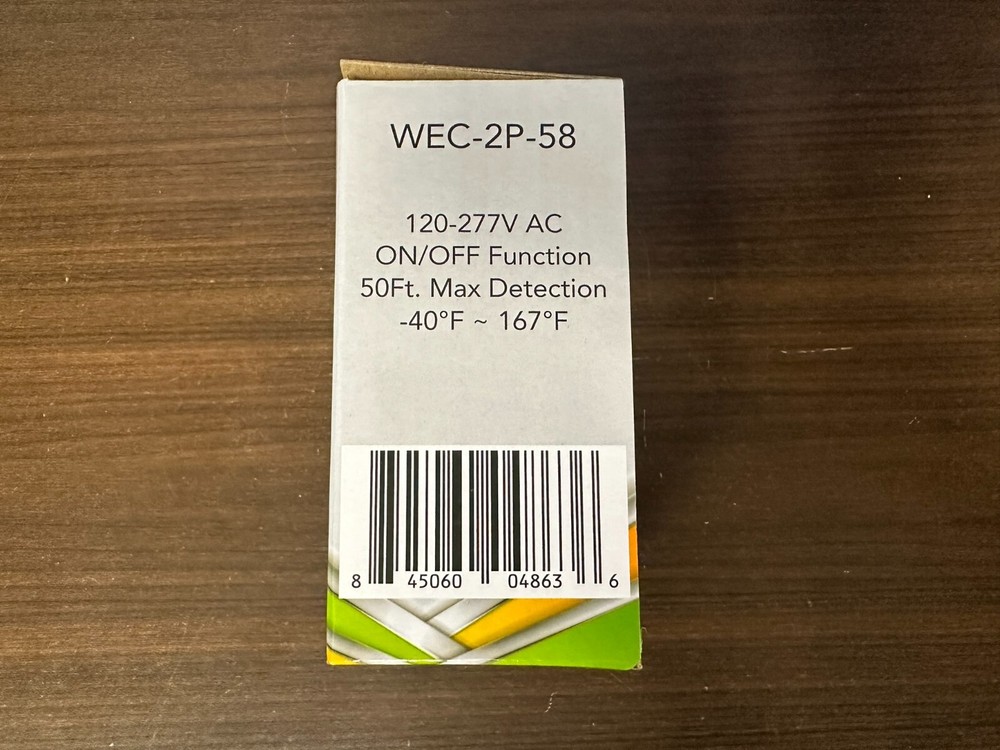 WEC-2P-58
120-277V AC
ON/OFF Function
50Ft. Max Detection
-40°F ~ 167°F
8 45060 04863 6